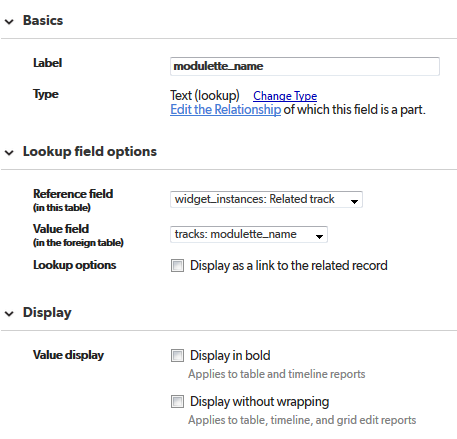 Basics
Label modulette_name
Type Text (lookup) Change Type
Edit the Relationship of which this field is a part.
Lookup field options
Reference field widget_instances: Related track
(in this table)
Value field tracks: modulette_name
(in the foreign table)
Lookup options Display as a link to the related record
Display
Value display Display in bold
Applies to table and timeline reports
Display without wrapping
Applies to table, timeline, and grid edit reports